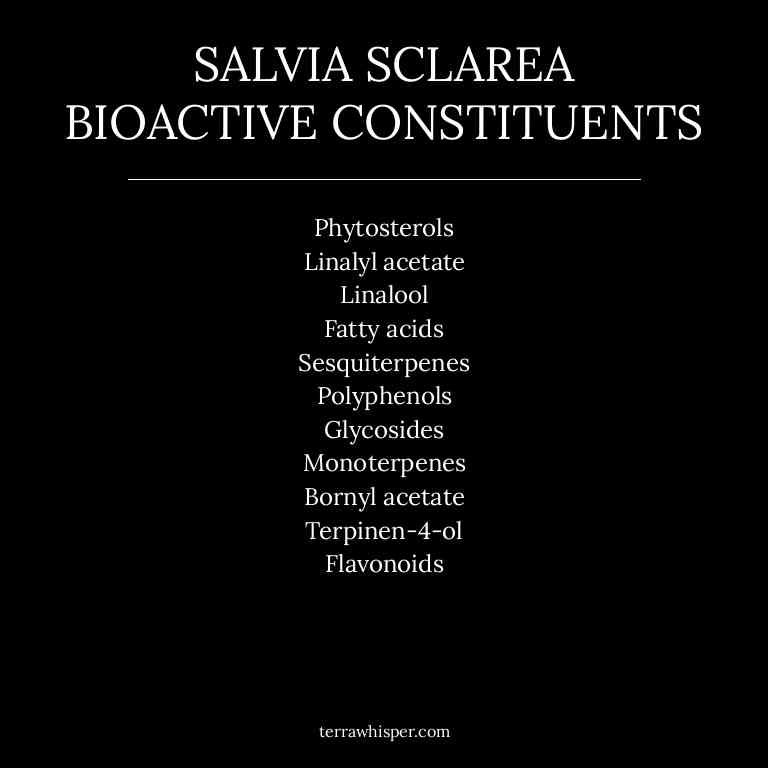 SALVIA SCLAREA
BIOACTIVE CONSTITUENTS
Phytosterols
Linalyl acetate
Linalool
Fatty acids
Sesquiterpenes
Polyphenols
Glycosides
Monoterpenes
Bornyl acetate
Terpinen-4-ol
Flavonoids
terrawhisper.com